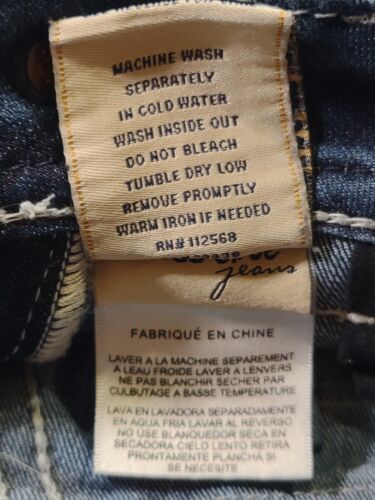 MACHINE WASH
SEPARATELY
IN COLD WATER
WASH INSIDE OUT
DO NOT BLEACH
TUMBLE DRY LOW
REMOVE PROMPTLY
WARM IRON IF NEEDED
RN# 112568
jeans
FABRIQUÉ EN CHINE
LAVER A LA MACHINE SEPAREMENT
A LEAU FROIDE LAVER A LENVERS
NE PAS BLANCHIR SECHER PAR
CULBUTAGE A BASSE TEMPERATURE
LAVA EN LAVADORA SEPARADAMENTE
EN AGUA FRIA LAVAR AL REVERSO
NO USE BLANQUEDOR SECA EN
SECADORA CIELO LENTO RETIRA
PRONTAMENTE PLANCHA SI
ES NECESARIO